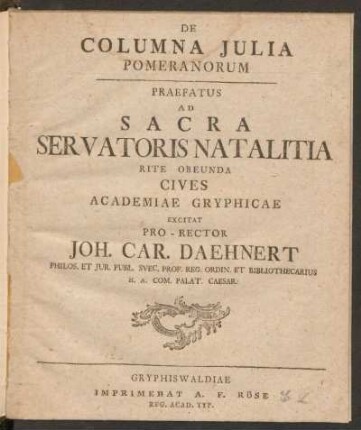 DE
COLUMNA JULIA
POMERANORUM
PRAEFATUS
AD
SACRA
SERVATORIS NATALITIA
RITE OBEUNDA
CIVES
ACADEMIAE GRYPHICAE
EXCITAT
PRO-RECTOR
JOH. CAR. DAEHNERT
PHILOS. ET JUR. PUBL. SVEC. PROF. REG. ORDIN. ET BIBLIOTHECARIUS
H. A. COM. PALAT. CAESAR.
GRYPHISWALDIAE
IMPRIMEBAT A. F. RÖSE
REG. ACAD. TYP.